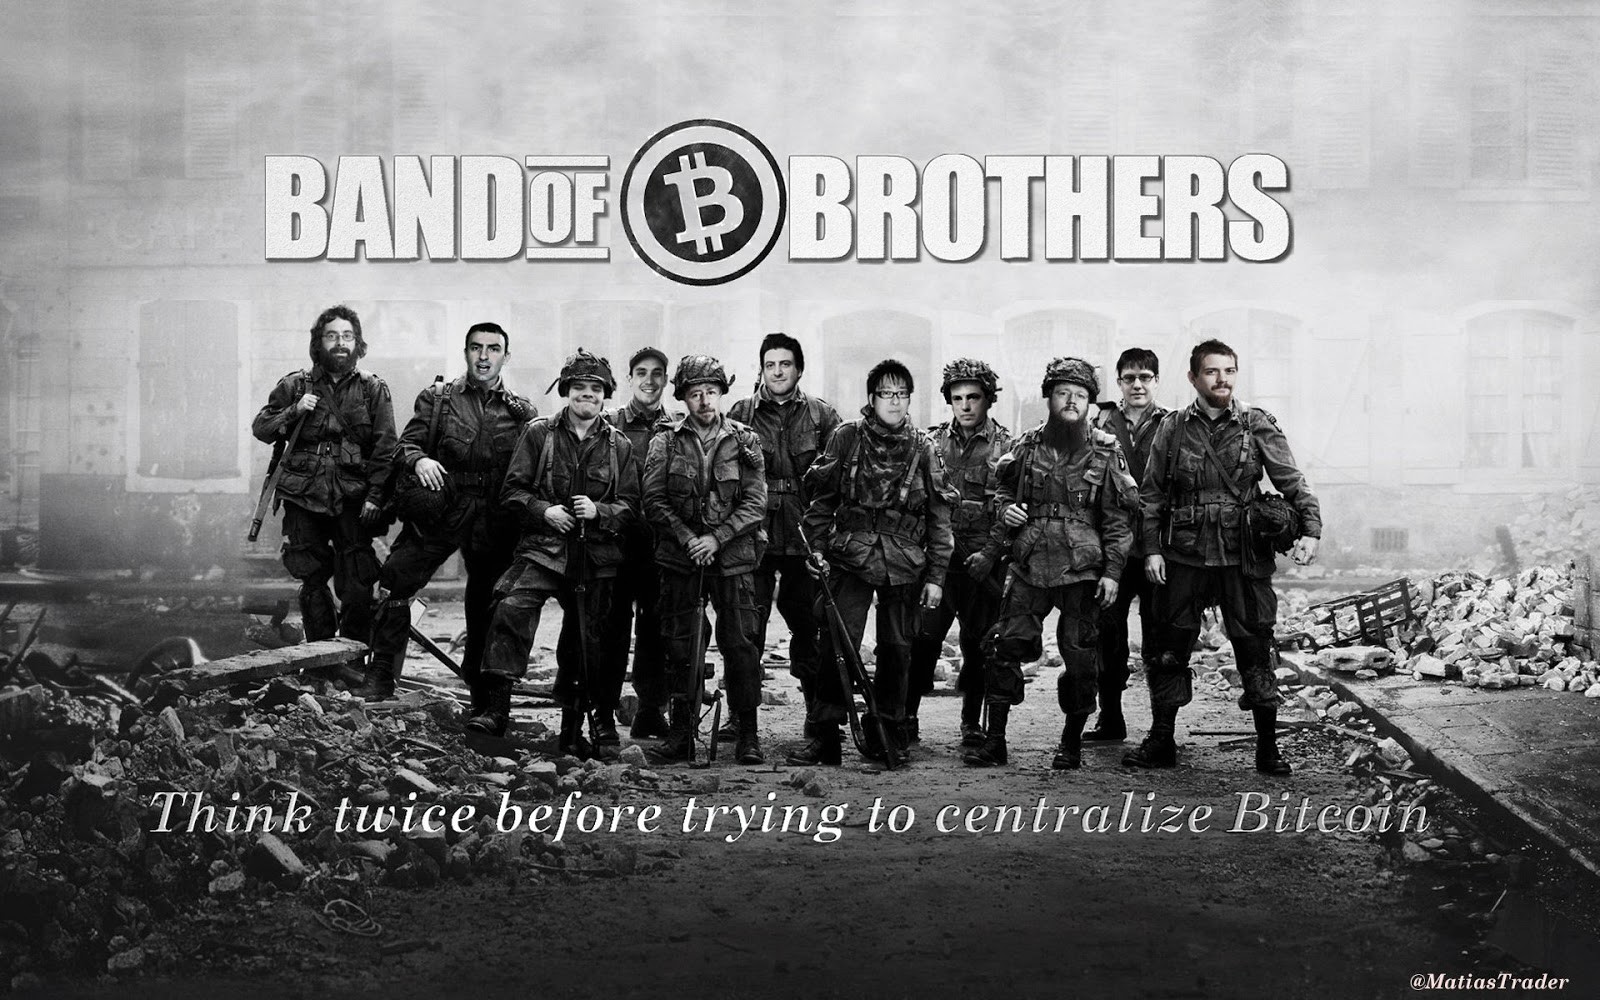 BAND OF BROTHERS
Think twice before trying to centralize Bitcoin
@MatiasTrader